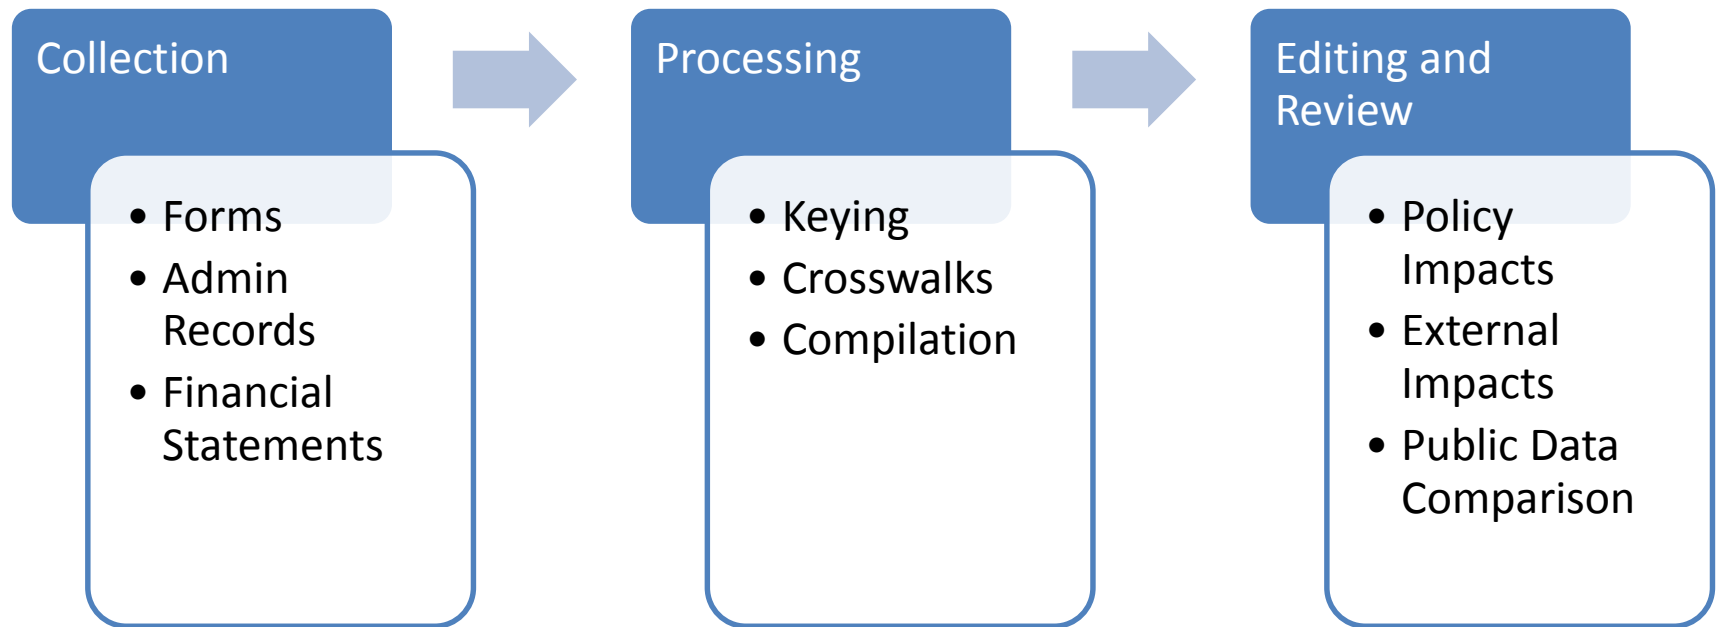 Collection
• Forms
• Admin
Records
• Financial
Statements
Processing
• Keying
• Crosswalks
• Compilation
Editing and
Review
• Policy
Impacts
• External
Impacts
• Public Data
Comparison